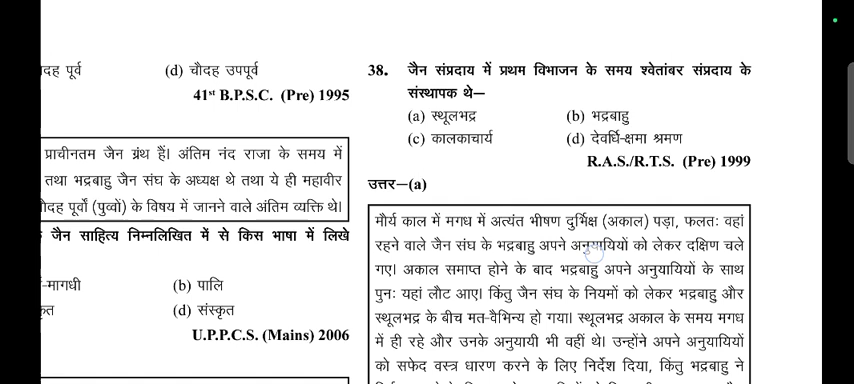 दह पूर्व
(d) चौदह उपपूर्व
41st B.P.S.C. (Pre) 1995
प्राचीनतम जैन ग्रंथ हैं। अंतिम नंद राजा के समय में
तथा भद्रबाहु जैन संघ के अध्यक्ष थे तथा ये ही महावीर
दह पूर्वों (पुव्वों) के विषय में जानने वाले अंतिम व्यक्ति थे।
जैन साहित्य निम्नलिखित में से किस भाषा में लिखे
-मागधी
(b) पालि
(d) संस्कृत
U.P.P.C.S. (Mains) 2006
38. जैन संप्रदाय में प्रथम विभाजन के समय श्वेतांबर संप्रदाय के
संस्थापक थे—
(a) स्थूलभद्र (b) भद्रबाहु
(c) कालकाचार्य (d) देवर्धि-क्षमा श्रमण
R.A.S./R.T.S. (Pre) 1999
उत्तर—(a)
मौर्य काल में मगध में अत्यंत भीषण दुर्भिक्ष (अकाल) पड़ा, फलतः वहां
रहने वाले जैन संघ के भद्रबाहु अपने अनुयायियों को लेकर दक्षिण चले
गए। अकाल समाप्त होने के बाद भद्रबाहु अपने अनुयायियों के साथ
पुनः यहां लौट आए। किंतु जैन संघ के नियमों को लेकर भद्रबाहु और
स्थूलभद्र के बीच मत-वैभिन्य हो गया। स्थूलभद्र अकाल के समय मगध
में ही रहे और उनके अनुयायी भी वहीं थे। उन्होंने अपने अनुयायियों
को सफेद वस्त्र धारण करने के लिए निर्देश दिया, किंतु भद्रबाहु ने